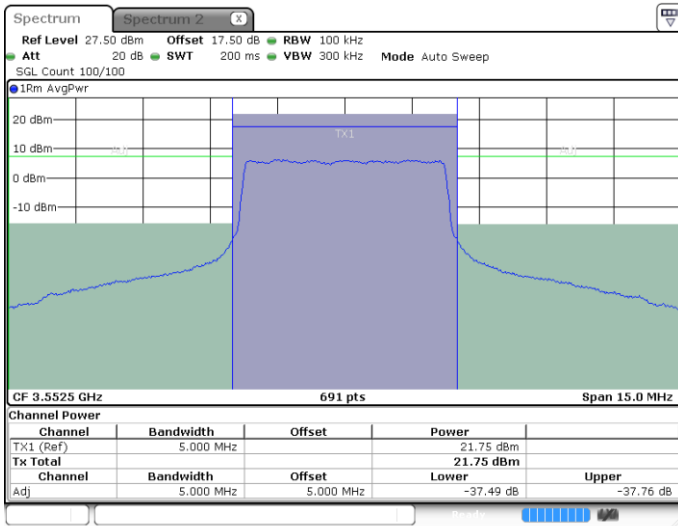 Spectrum Spectrum 2 X
Ref Level 27.50 dBm Offset 17.50 dB RBW 100 kHz
Att 20 dB SWT 200 ms VBW 300 kHz Mode Auto Sweep
SGL Count 100/100
1Rm AvgPwr
20 dBm
TX1
10 dBm Adj Adj
0 dBm
-10 dBm
CF 3.5525 GHz 691 pts Span 15.0 MHz
Channel Power
Channel Bandwidth Offset Power
TX1 (Ref) 5.000 MHz 21.75 dBm
Tx Total 21.75 dBm
Channel Bandwidth Offset Lower Upper
Adj 5.000 MHz 5.000 MHz -37.49 dB -37.76 dB
Ready